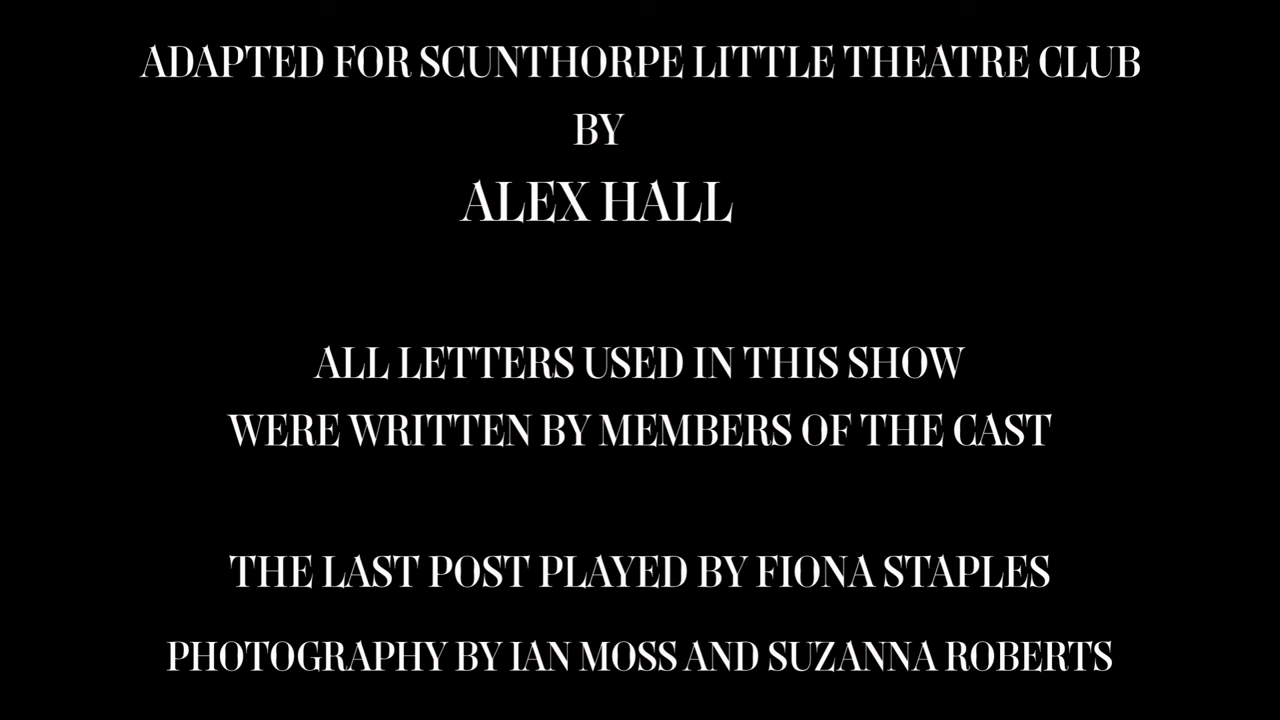 ADAPTED FOR SCUNTHORPE LITTLE THEATRE CLUB
BY
ALEX HALL
ALL LETTERS USED IN THIS SHOW
WERE WRITTEN BY MEMBERS OF THE CAST
THE LAST POST PLAYED BY FIONA STAPLES
PHOTOGRAPHY BY IAN MOSS AND SUZANNA ROBERTS